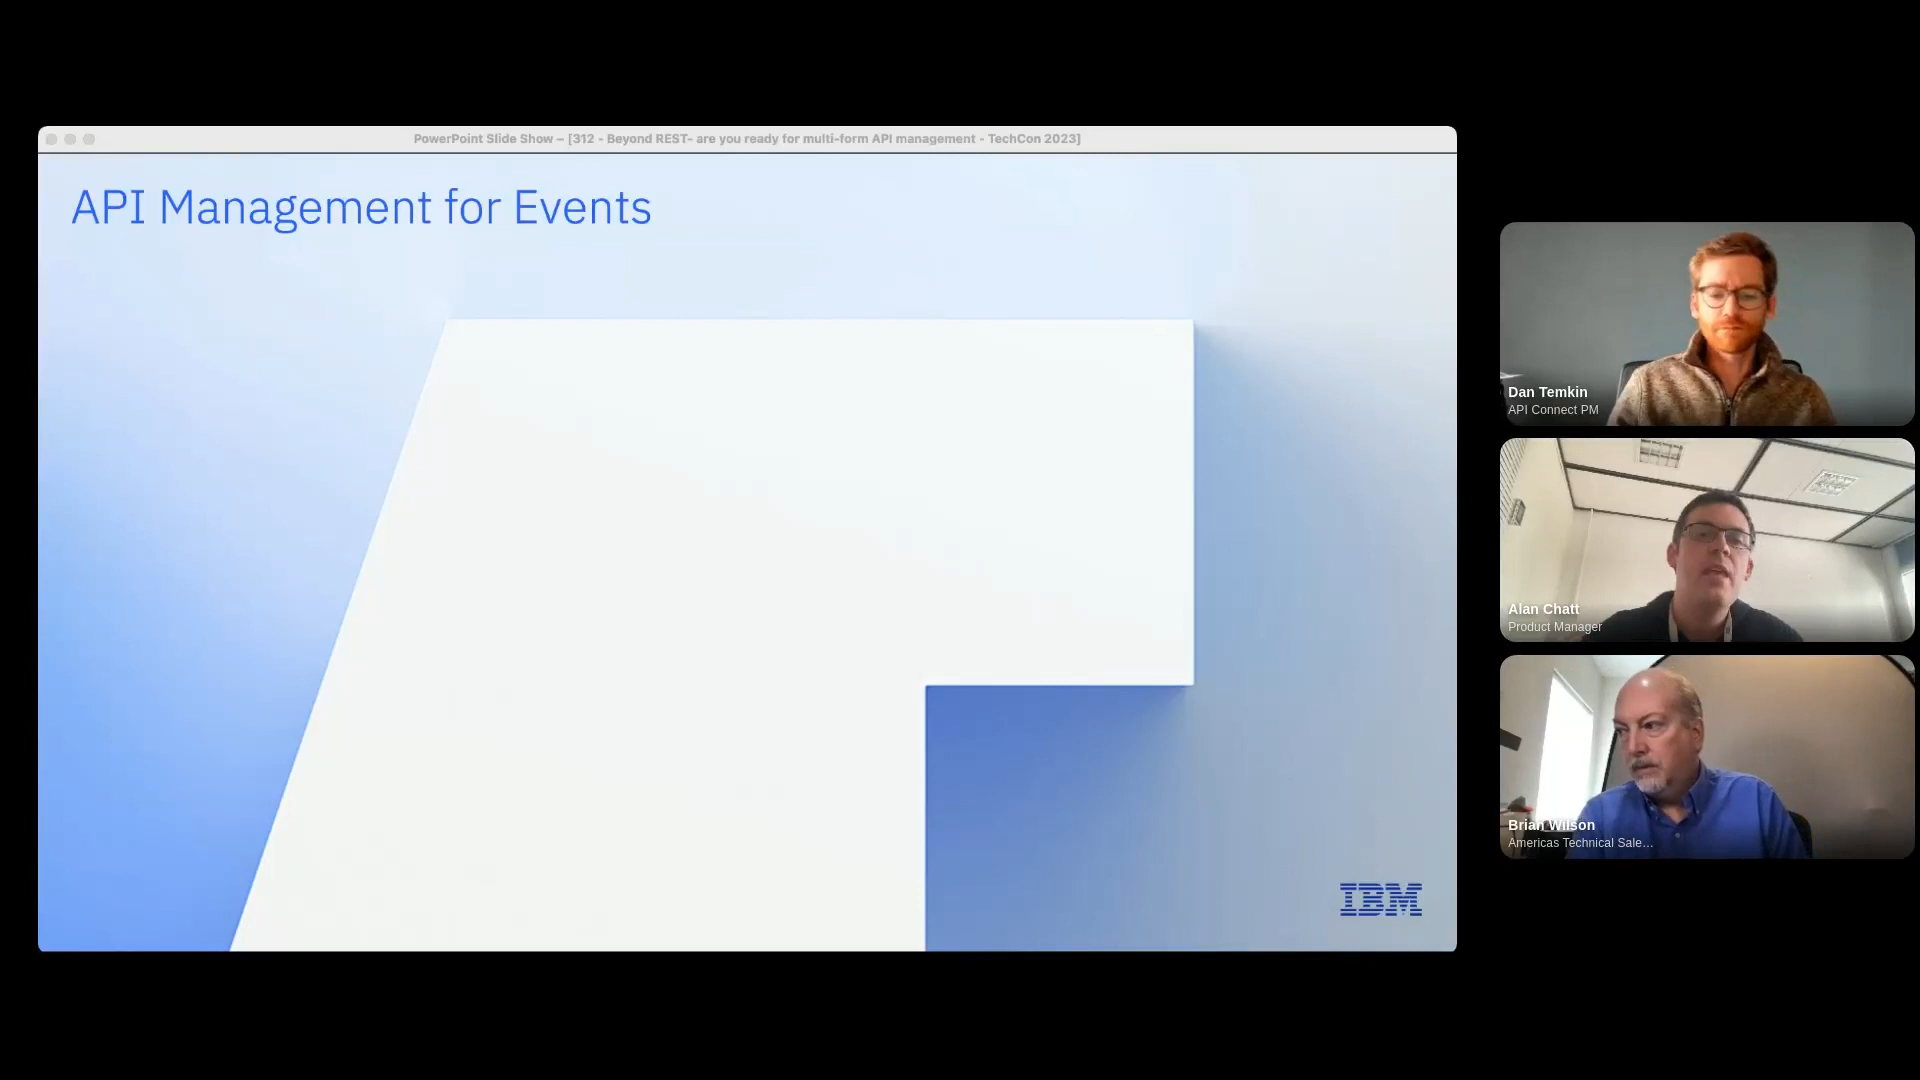 PowerPoint Slide Show – [312 - Beyond REST- are you ready for multi-form API management - TechCon 2023]
API Management for Events
IBM
Dan Temkin
API Connect PM
Alan Chatt
Product Manager
Brian Wilson
Americas Technical Sale...